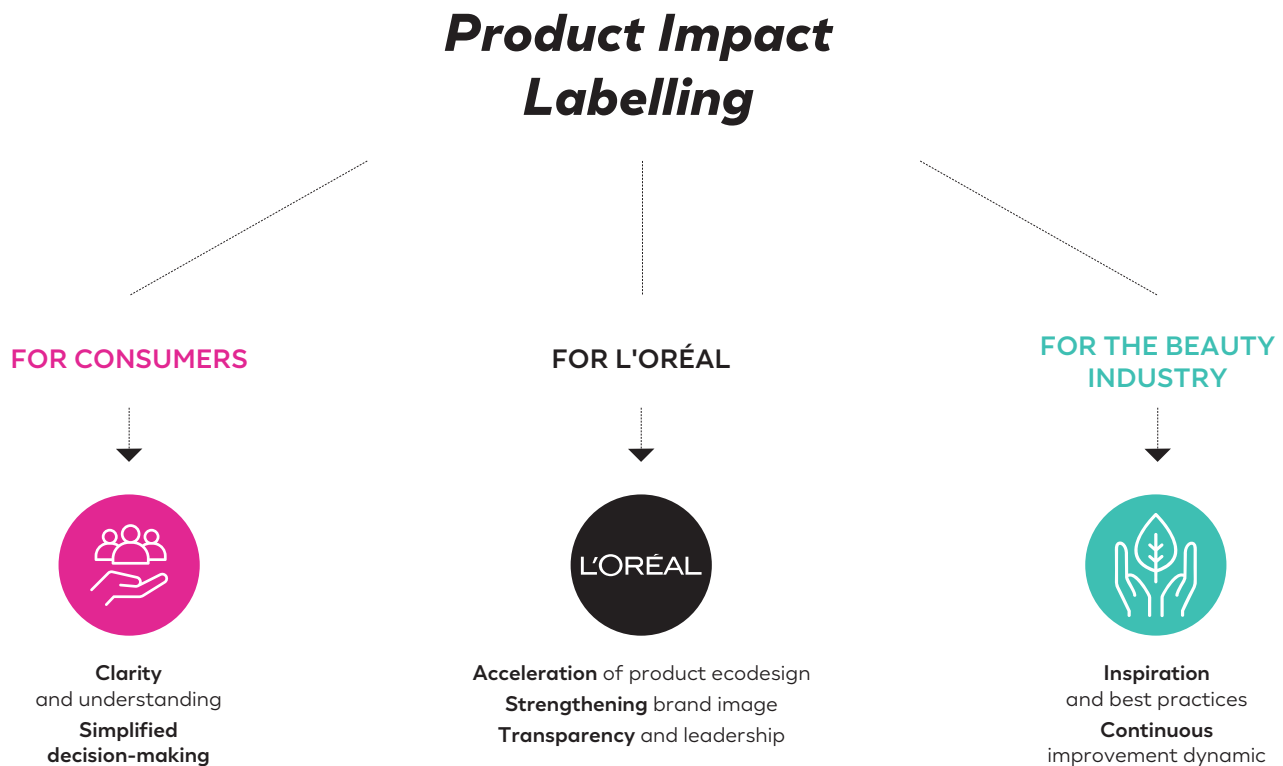 Product Impact
Labelling
FOR CONSUMERS
FOR L'ORÉAL
FOR THE BEAUTY
INDUSTRY
L'ORÉAL
Clarity
and understanding
Simplified
decision-making
Acceleration of product ecodesign
Strengthening brand image
Transparency and leadership
Inspiration
and best practices
Continuous
improvement dynamic